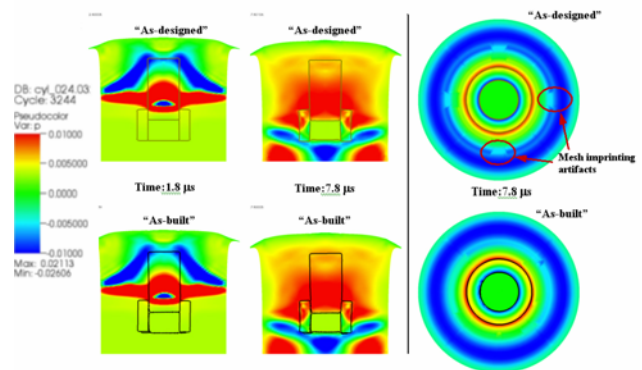 "As-designed"
"As-designed"
"As-designed"
DB: cyl_024.03
Cycle: 3244
Pseudocolor
Var: p
0.01000
0.005000
0.0000
-0.005000
-0.01000
Max: 0.02113
Min: -0.02606
Mesh imprinting
artifacts
Time:1.8 μs
Time:7.8 μs
Time:7.8 μs
"As-built"
"As-built"
"As-built"